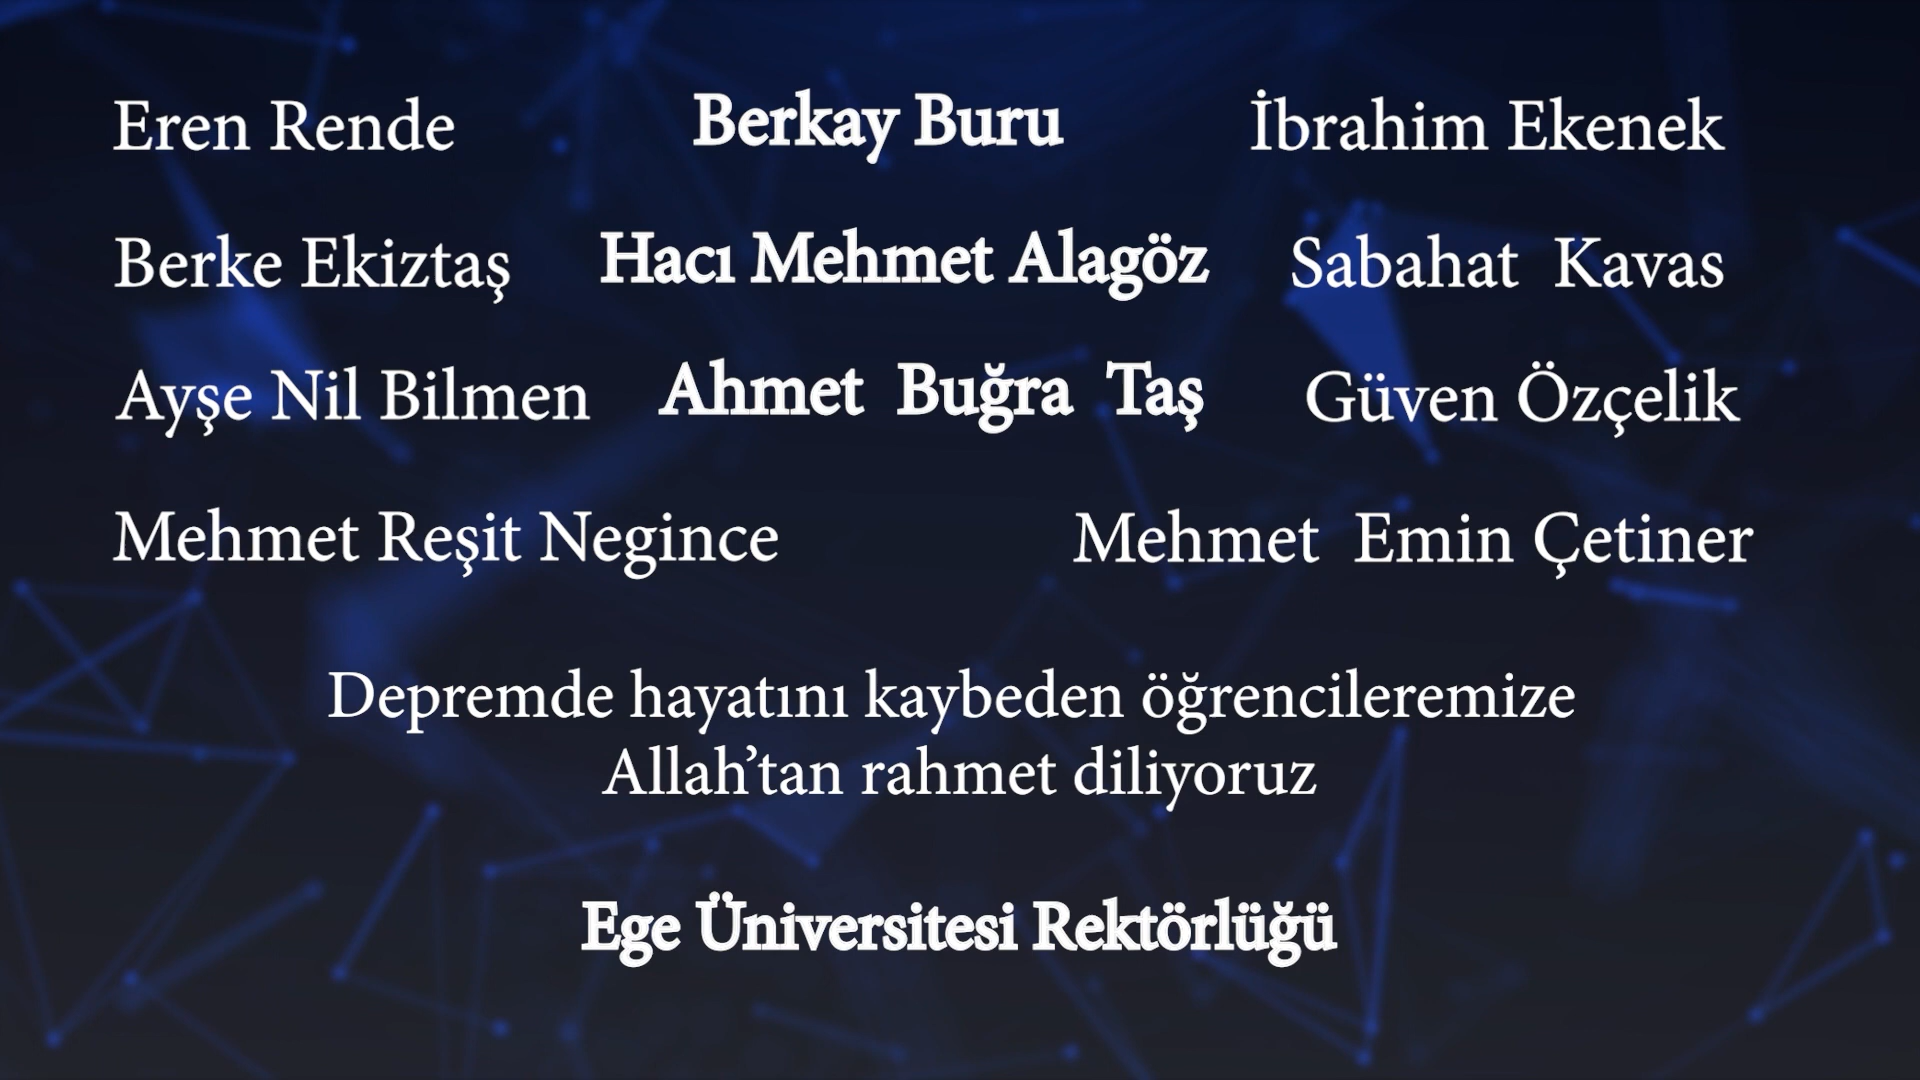 Eren Rende Berkay Buru İbrahim Ekenek
Berke Ekiztaş Hacı Mehmet Alagöz Sabahat Kavas
Ayşe Nil Bilmen Ahmet Buğra Taş Güven Özçelik
Mehmet Reşit Negince Mehmet Emin Çetiner
Depremde hayatını kaybeden öğrencileremize
Allah’tan rahmet diliyoruz
Ege Üniversitesi Rektörlüğü